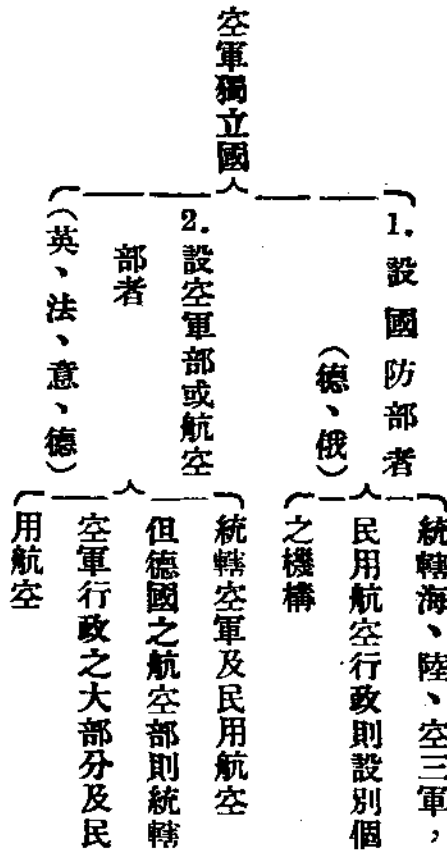 空軍獨立國
1. 設國防部者
(德、俄)
統轄海、陸、空三軍，
民用航空行政則設別個
之機構
2. 設空軍部或航空
部者
(英、法、意、德)
統轄空軍及民用航空
但德國之航空部則統轄
空軍行政之大部分及民
用航空